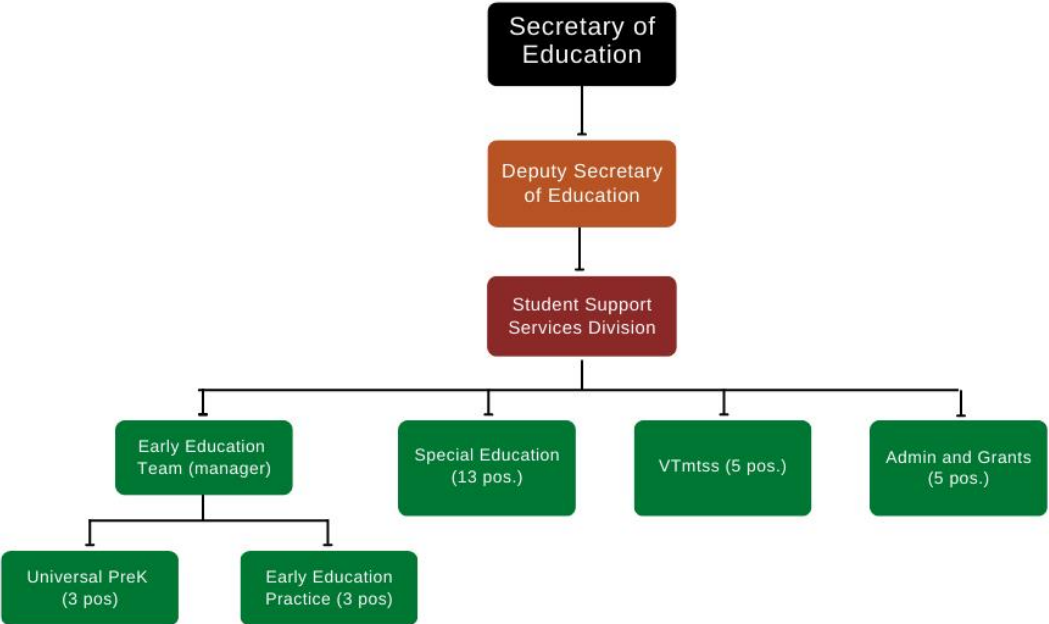 Secretary of
Education
Deputy Secretary
of Education
Student Support
Services Division
Early Education
Team (manager)
Special Education
(13 pos.)
VTmtss (5 pos.)
Admin and Grants
(5 pos.)
Universal PreK
(3 pos)
Early Education
Practice (3 pos)